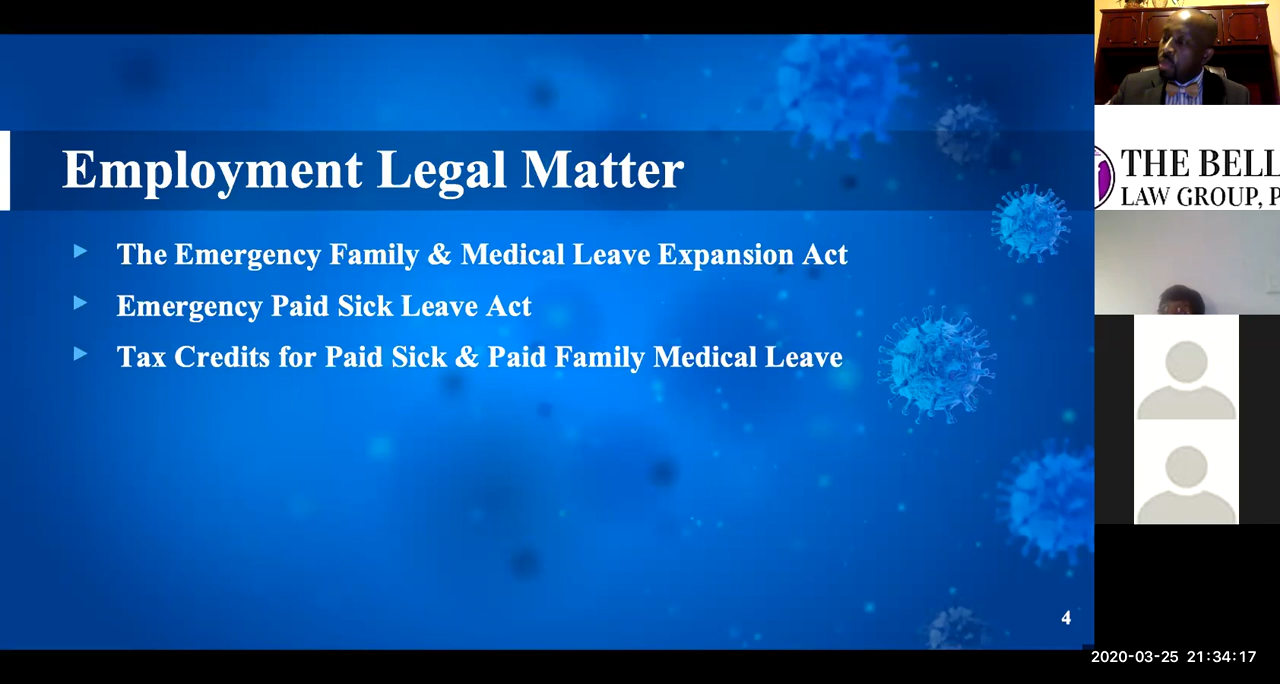 Employment Legal Matter
The Emergency Family & Medical Leave Expansion Act
Emergency Paid Sick Leave Act
Tax Credits for Paid Sick & Paid Family Medical Leave
4
THE BELL
LAW GROUP, P
2020-03-25 21:34:17